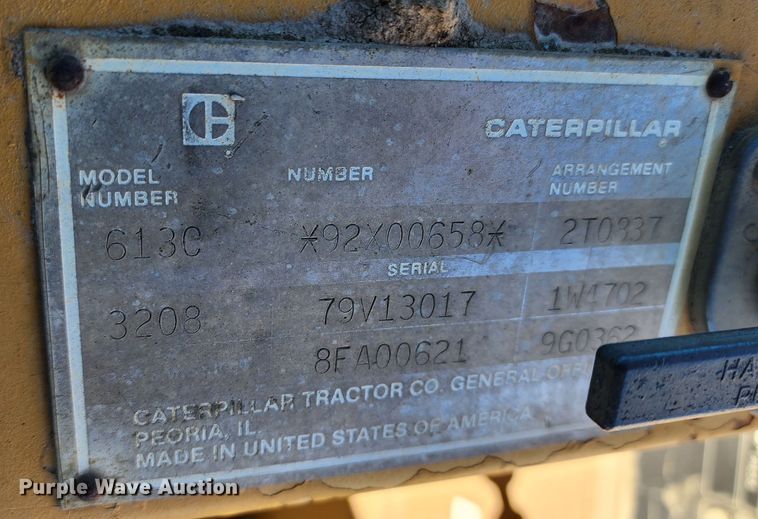 CATERPILLAR
MODEL NUMBER ARRANGEMENT
NUMBER NUMBER
613C *92X00658* 2T0837
SERIAL
3208 79V13017 1W4702
8FA00621 9G0362
CATERPILLAR TRACTOR CO. GENERAL
PEORIA, IL.
MADE IN UNITED STATES OF AMERICA
Purple Wave Auction